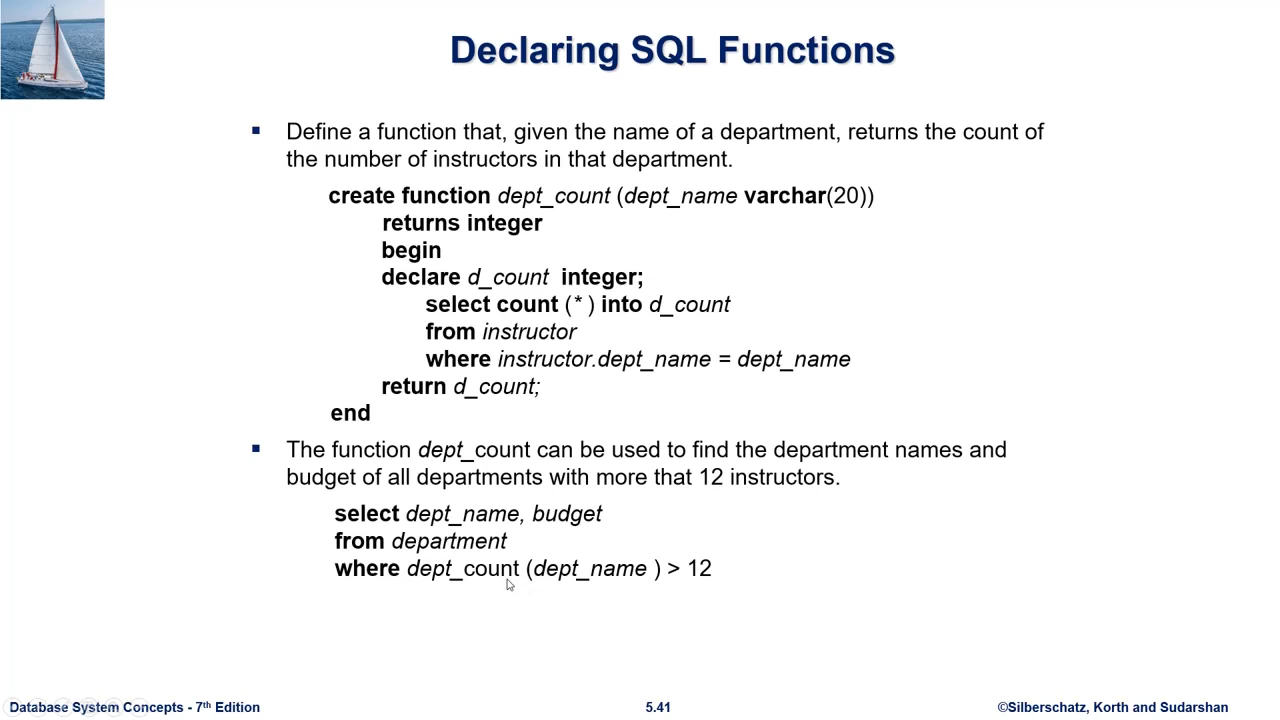 Declaring SQL Functions
▪ Define a function that, given the name of a department, returns the count of
the number of instructors in that department.
create function dept_count (dept_name varchar(20))
returns integer
begin
declare d_count integer;
select count (* ) into d_count
from instructor
where instructor.dept_name = dept_name
return d_count;
end
▪ The function dept_count can be used to find the department names and
budget of all departments with more that 12 instructors.
select dept_name, budget
from department
where dept_count (dept_name ) > 12
Database System Concepts - 7th Edition
5.41
©Silberschatz, Korth and Sudarshan